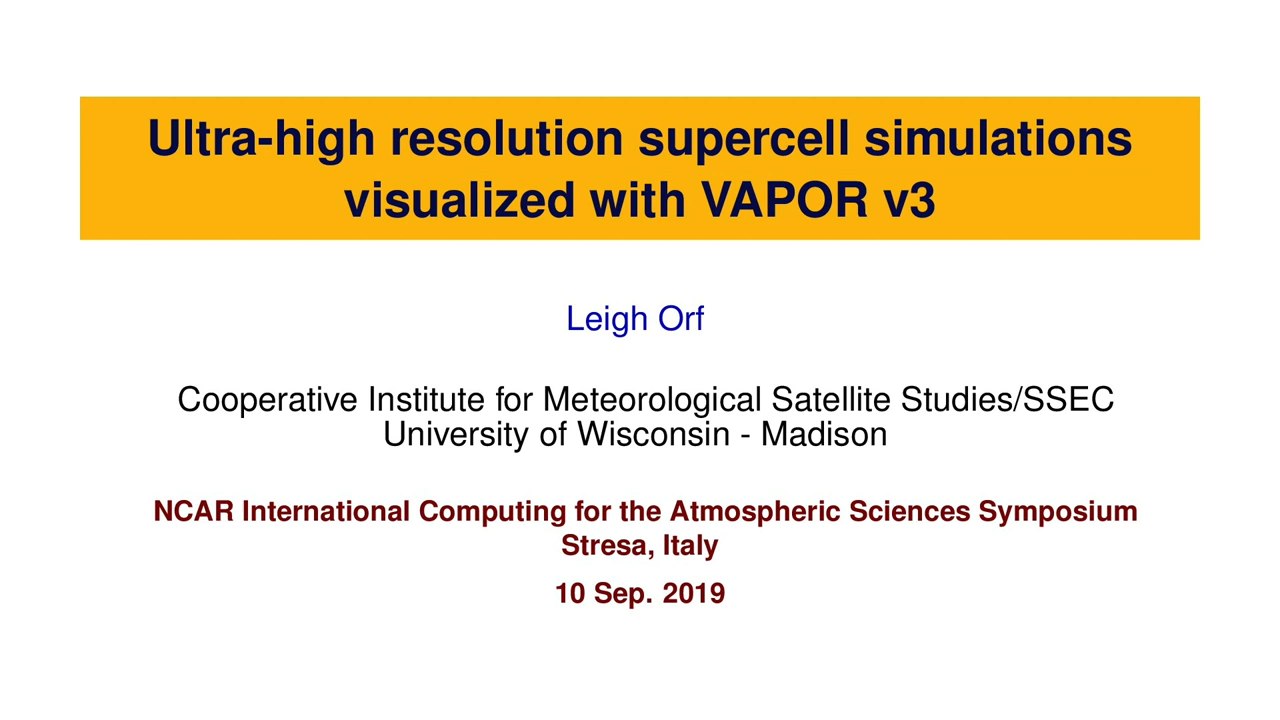 Ultra-high resolution supercell simulations
visualized with VAPOR v3
Leigh Orf
Cooperative Institute for Meteorological Satellite Studies/SSEC
University of Wisconsin - Madison
NCAR International Computing for the Atmospheric Sciences Symposium
Stresa, Italy
10 Sep. 2019